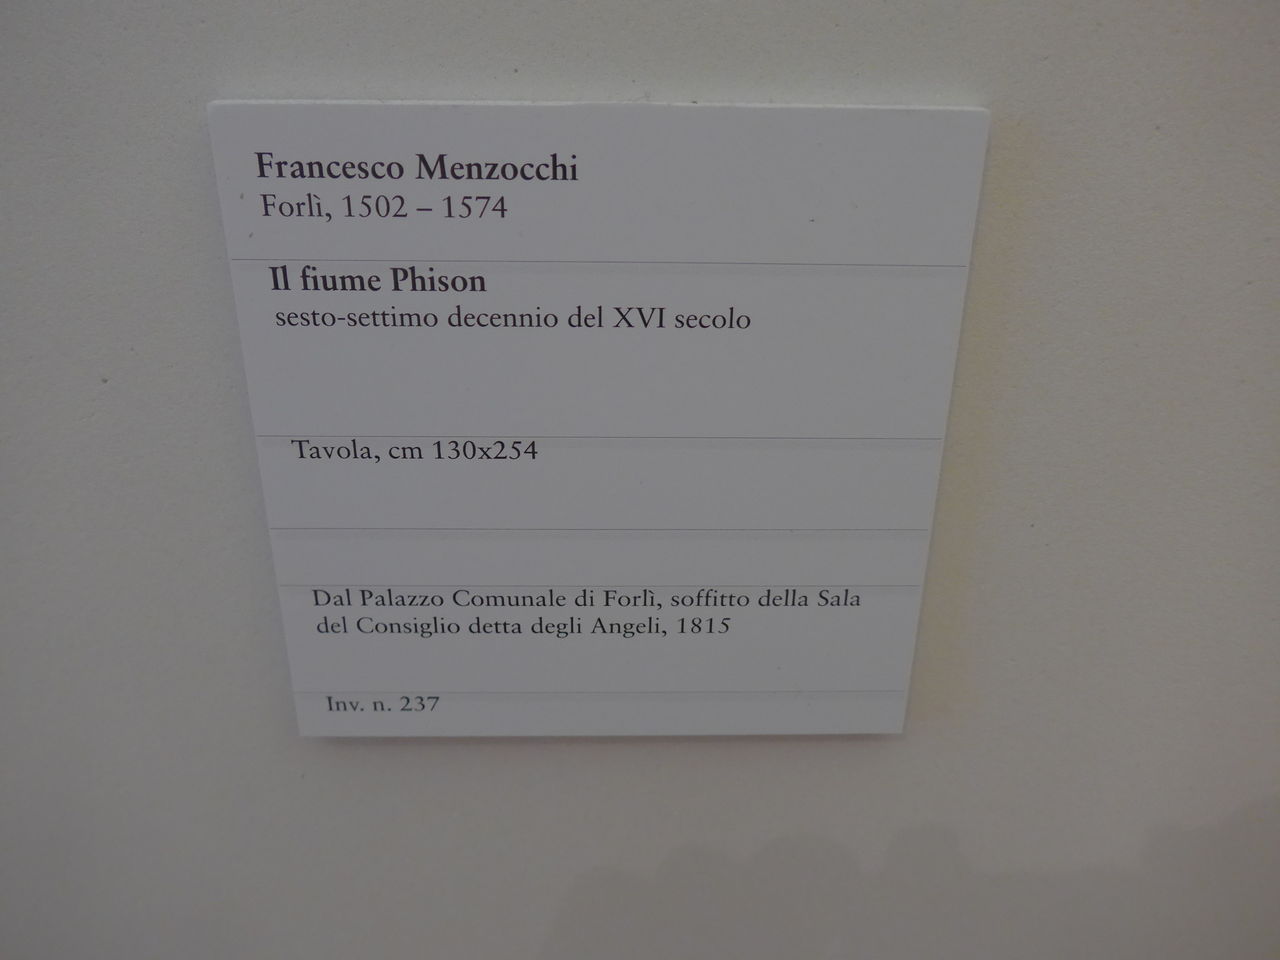 Francesco Menzocchi
Forlì, 1502 – 1574
Il fiume Phison
sesto-settimo decennio del XVI secolo
Tavola, cm 130x254
Dal Palazzo Comunale di Forlì, soffitto della Sala
del Consiglio detta degli Angeli, 1815
Inv. n. 237